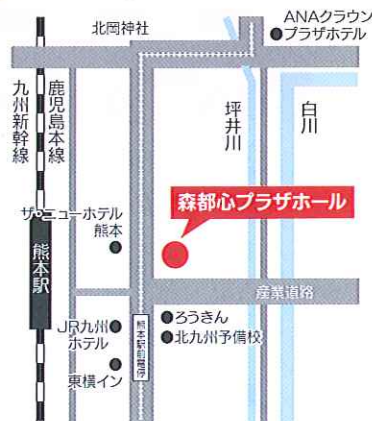 ANAクラウン
プラザホテル
北岡神社
九州新幹線
鹿児島本線
坪井川
白川
森都心プラザホール
ザ・ニューホテル
熊本
熊本駅
産業道路
JR九州
ホテル
熊本駅前電停
ろうきん
北九州予備校
東横イン